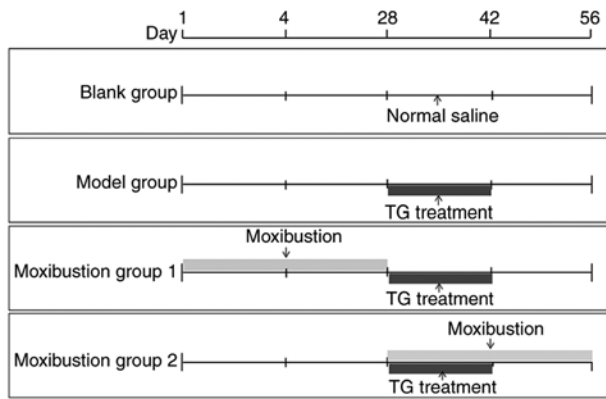 1 4 28 42 56
Day
Blank group
Normal saline
Model group
TG treatment
Moxibustion
Moxibustion group 1
TG treatment
Moxibustion
Moxibustion group 2
TG treatment